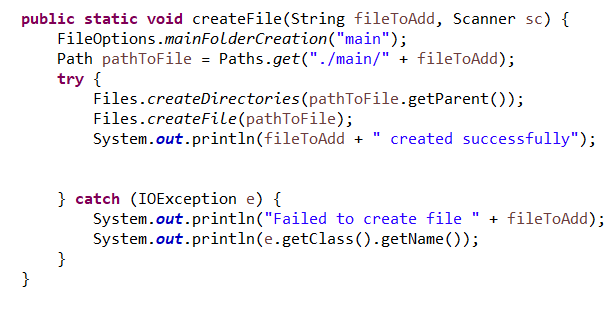 public static void createFile(String fileToAdd, Scanner sc) {
    FileOptions.mainFolderCreation("main");
    Path pathToFile = Paths.get("./main/" + fileToAdd);
    try {
        Files.createDirectories(pathToFile.getParent());
        Files.createFile(pathToFile);
        System.out.println(fileToAdd + " created successfully");
    } catch (IOException e) {
        System.out.println("Failed to create file " + fileToAdd);
        System.out.println(e.getClass().getName());
    }
}